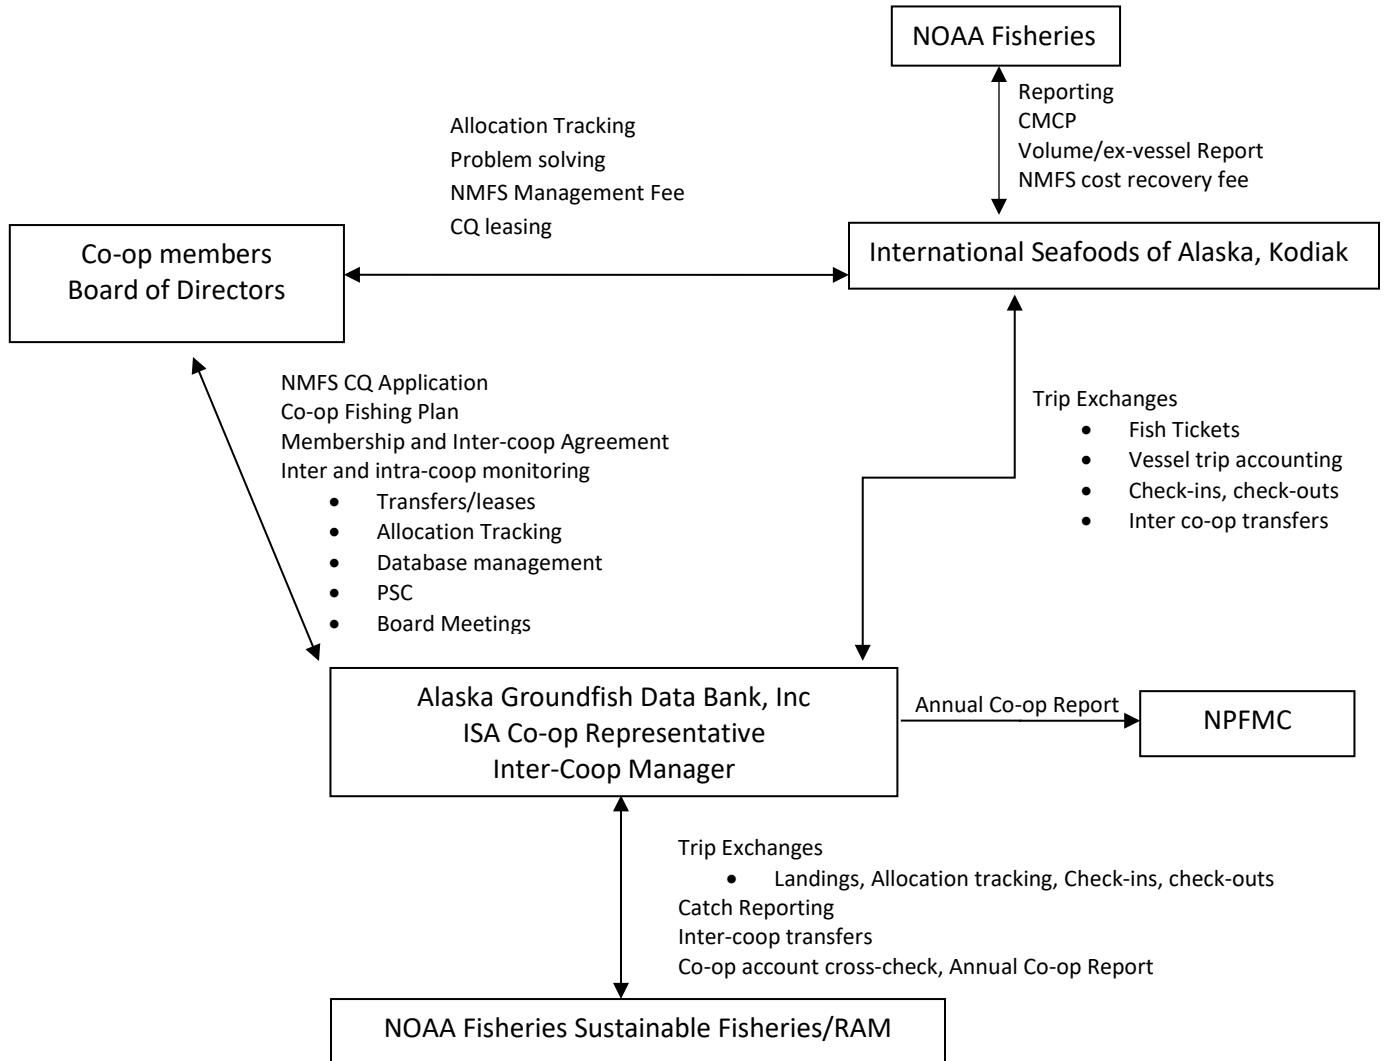 NOAA Fisheries
Reporting
CMCP
Volume/ex-vessel Report
NMFS cost recovery fee
Allocation Tracking
Problem solving
NMFS Management Fee
CQ leasing
Co-op members
Board of Directors
International Seafoods of Alaska, Kodiak
NMFS CQ Application
Co-op Fishing Plan
Membership and Inter-coop Agreement
Inter and intra-coop monitoring
• Transfers/leases
• Allocation Tracking
• Database management
• PSC
• Board Meetings
Trip Exchanges
• Fish Tickets
• Vessel trip accounting
• Check-ins, check-outs
• Inter co-op transfers
Alaska Groundfish Data Bank, Inc
ISA Co-op Representative
Inter-Coop Manager
Annual Co-op Report
NPFMC
Trip Exchanges
• Landings, Allocation tracking, Check-ins, check-outs
Catch Reporting
Inter-coop transfers
Co-op account cross-check, Annual Co-op Report
NOAA Fisheries Sustainable Fisheries/RAM